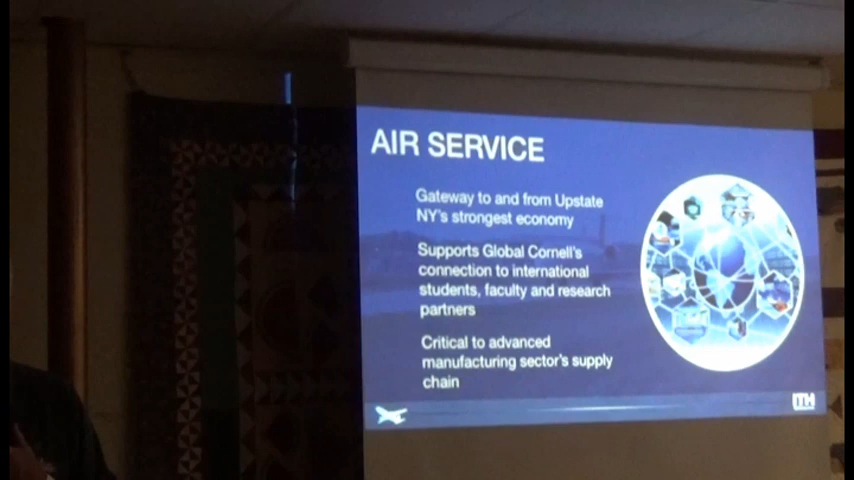 AIR SERVICE
Gateway to and from Upstate
NY's strongest economy
Supports Global Cornell's
connection to international
students, faculty and research
partners
Critical to advanced
manufacturing sector's supply
chain
ITH